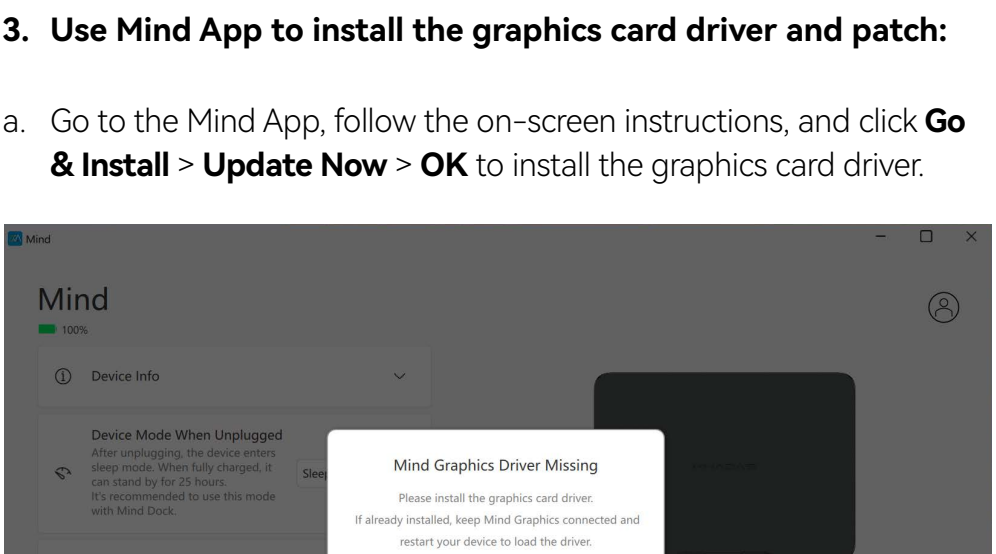 3. Use Mind App to install the graphics card driver and patch:
a. Go to the Mind App, follow the on-screen instructions, and click Go
& Install > Update Now > OK to install the graphics card driver.
Mind
Mind
100%
Device Info
Device Mode When Unplugged
After unplugging, the device enters
sleep mode. When fully charged, it
can stand by for 25 hours.
It's recommended to use this mode
with Mind Dock.
Mind Graphics Driver Missing
Please install the graphics card driver.
If already installed, keep Mind Graphics connected and
restart your device to load the driver.